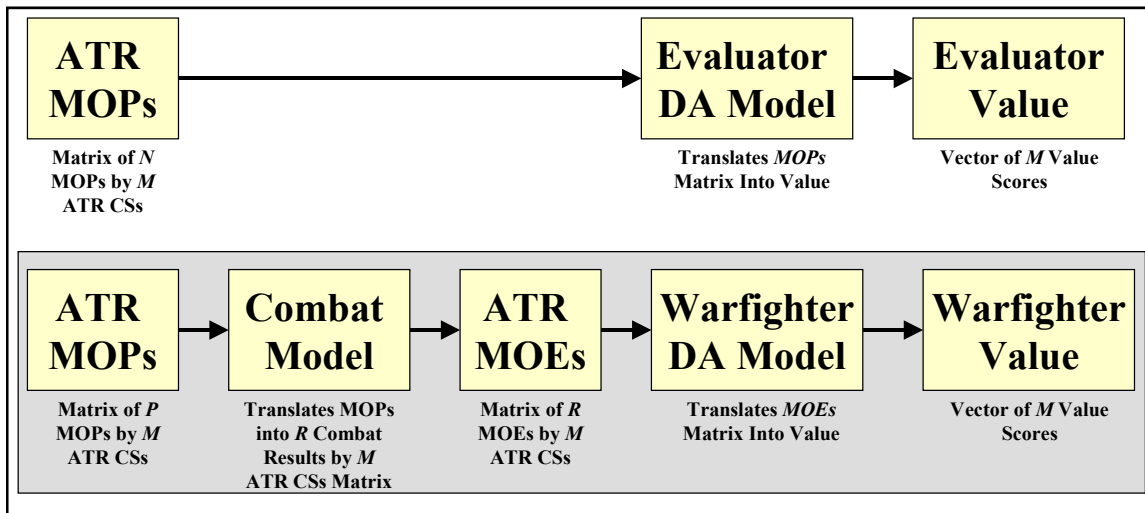 ATR
MOPs
Matrix of N
MOPs by M
ATR CSs
Evaluator
DA Model
Translates MOPs
Matrix Into Value
Evaluator
Value
Vector of M Value
Scores
ATR
MOPs
Matrix of P
MOPs by M
ATR CSs
Combat
Model
Translates MOPs
into R Combat
Results by M
ATR CSs Matrix
ATR
MOEs
Matrix of R
MOEs by M
ATR CSs
Warfighter
DA Model
Translates MOEs
Matrix Into Value
Warfighter
Value
Vector of M Value
Scores